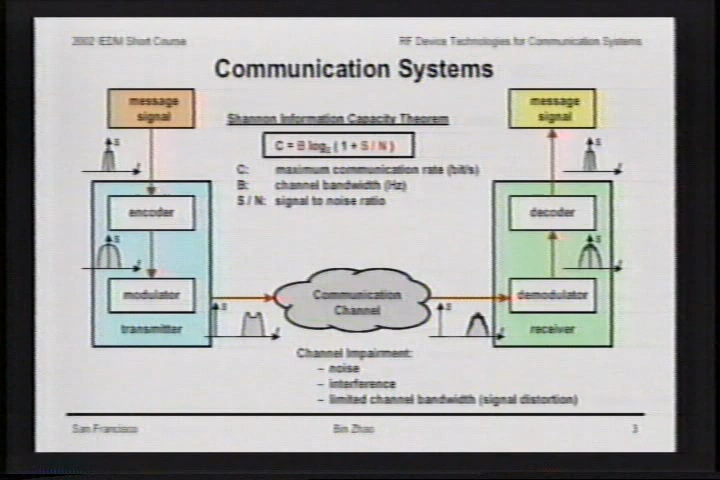 2002 IEDM Short Course
RF Device Technologies for Communication Systems
Communication Systems
message
signal
Shannon Information Capacity Theorem
C = B log₂ ( 1 + S / N )
C: maximum communication rate (bit/s)
B: channel bandwidth (Hz)
S / N: signal to noise ratio
message
signal
S
f
S
f
encoder
decoder
S
f
S
f
modulator
transmitter
Communication
Channel
demodulator
receiver
S
f
S
f
Channel Impairment:
– noise
– interference
– limited channel bandwidth (signal distortion)
San Francisco
Bin Zhao
3